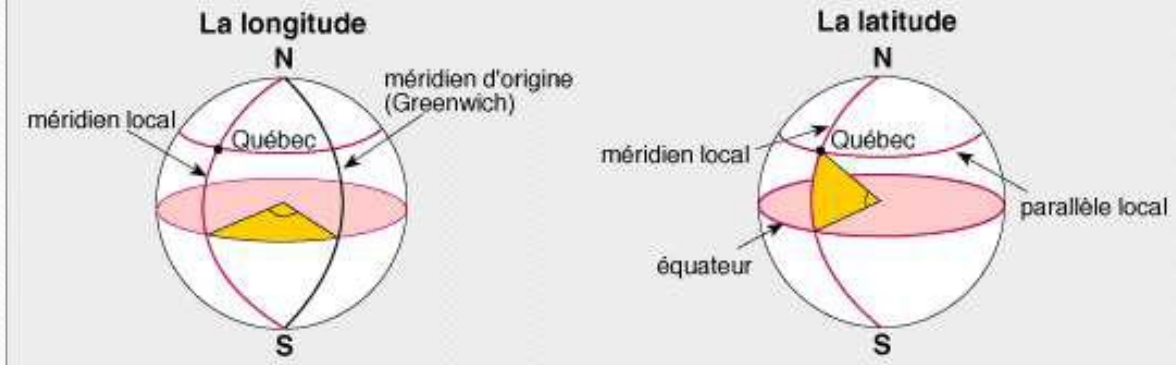 La longitude
N
méridien d'origine
(Greenwich)
méridien local
Québec
S
La latitude
N
Québec
méridien local
parallèle local
équateur
S